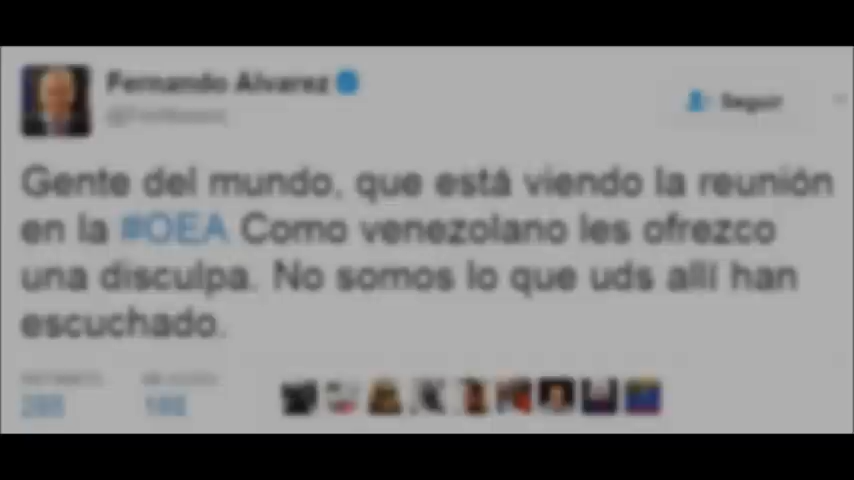 Fernando Alvarez
Seguir
Gente del mundo, que está viendo la reunión
en la #OEA Como venezolano les ofrezco
una disculpa. No somos lo que uds allí han
escuchado.